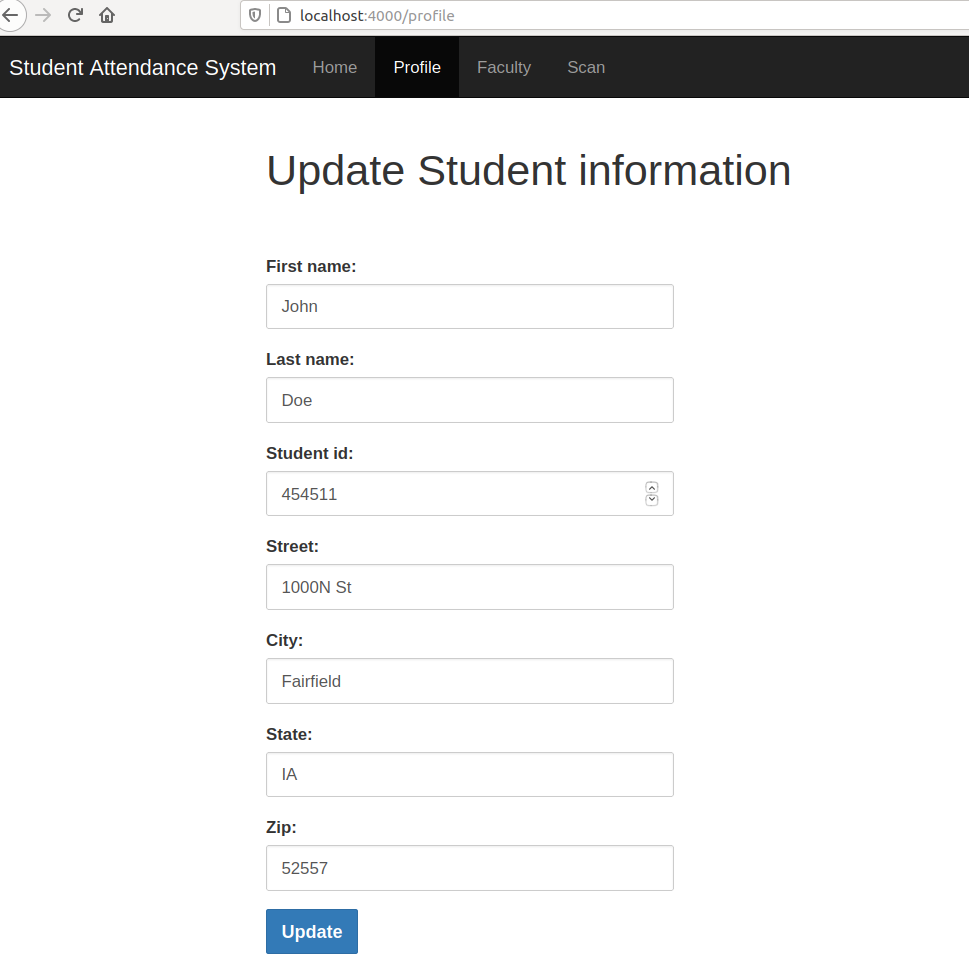 localhost:4000/profile
Student Attendance System Home Profile Faculty Scan
Update Student information
First name:
John
Last name:
Doe
Student id:
454511
Street:
1000N St
City:
Fairfield
State:
IA
Zip:
52557
Update